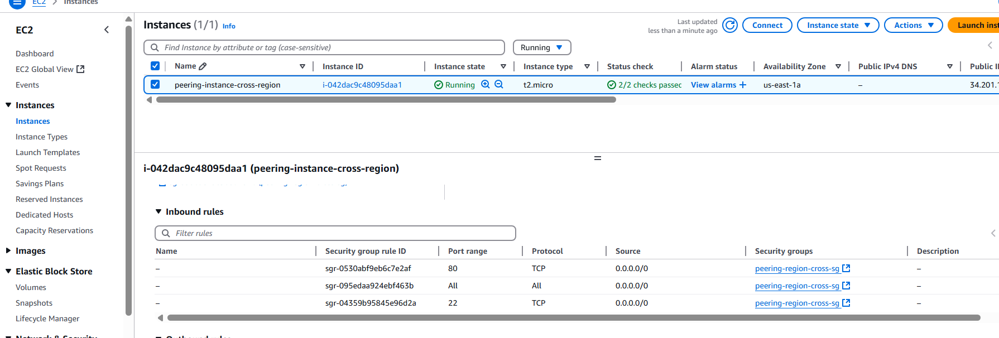 EC2 > Instances
EC2
Dashboard
EC2 Global View
Events
Instances
Instances
Instance Types
Launch Templates
Spot Requests
Savings Plans
Reserved Instances
Dedicated Hosts
Capacity Reservations
Images
Elastic Block Store
Volumes
Snapshots
Lifecycle Manager
Network & Security
Instances (1/1) Info
Last updated
less than a minute ago
Connect
Instance state
Actions
Launch inst
Find Instance by attribute or tag (case-sensitive)
Running
Name Instance ID Instance state Instance type Status check Alarm status Availability Zone Public IPv4 DNS Public I
peering-instance-cross-region i-042dac9c48095daa1 Running t2.micro 2/2 checks passec View alarms + us-east-1a – 34.201.
i-042dac9c48095daa1 (peering-instance-cross-region)
Inbound rules
Filter rules
Name Security group rule ID Port range Protocol Source Security groups Description
– sgr-0530abf9eb6c7e2af 80 TCP 0.0.0.0/0 peering-region-cross-sg –
– sgr-095edaa924ebf463b All All 0.0.0.0/0 peering-region-cross-sg –
– sgr-04359b95845e96d2a 22 TCP 0.0.0.0/0 peering-region-cross-sg –
Outbound rules